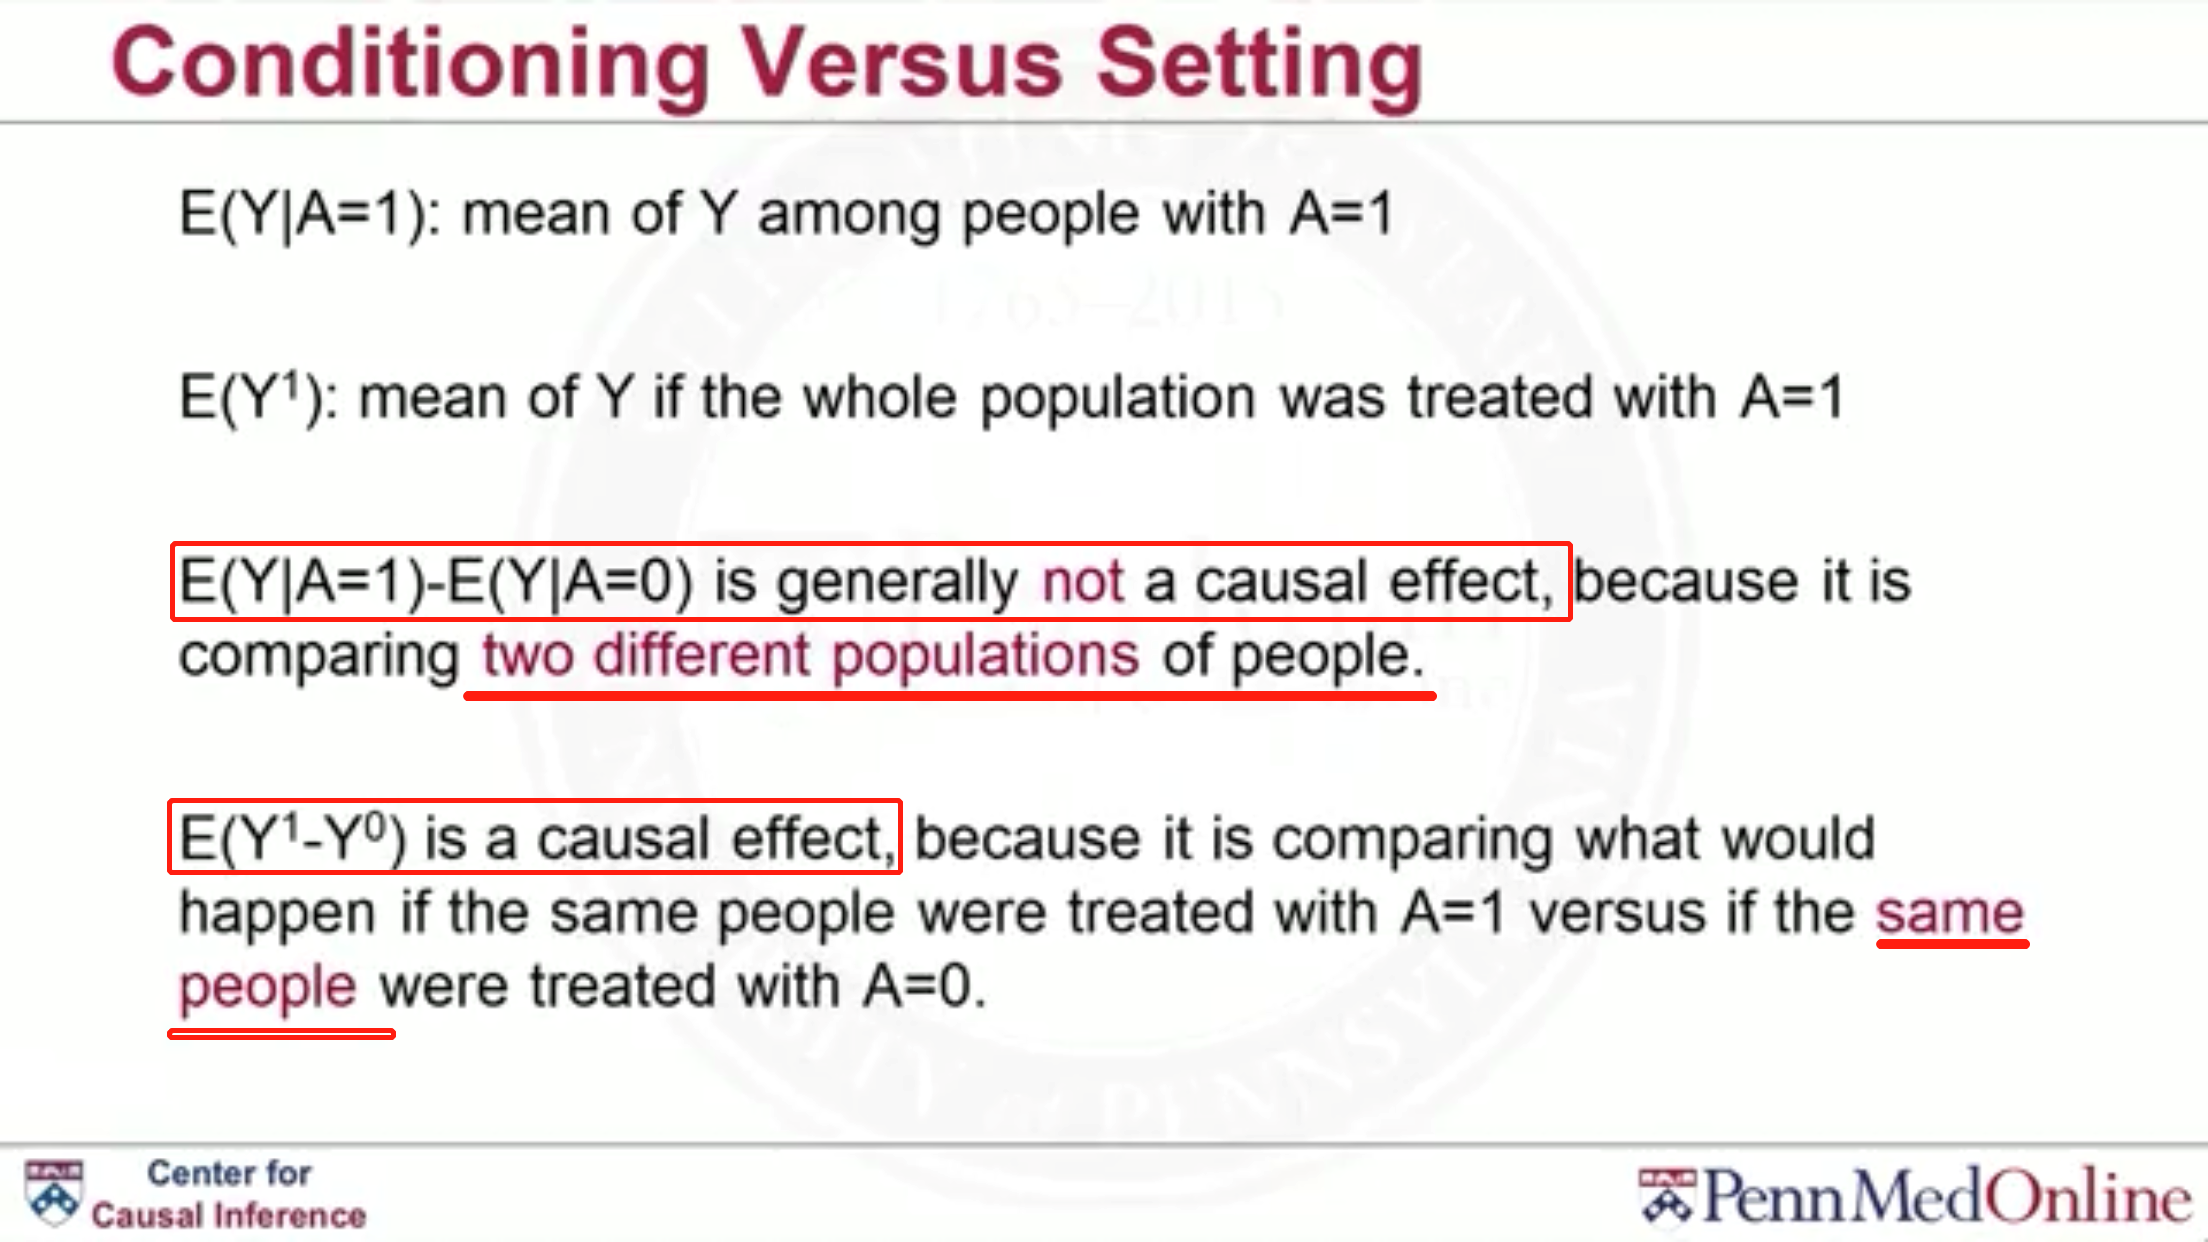 Conditioning Versus Setting
E(Y|A=1): mean of Y among people with A=1
E(Y¹): mean of Y if the whole population was treated with A=1
E(Y|A=1)-E(Y|A=0) is generally not a causal effect, because it is
comparing two different populations of people.
E(Y¹-Y⁰) is a causal effect, because it is comparing what would
happen if the same people were treated with A=1 versus if the same
people were treated with A=0.
Center for
Causal Inference
PennMedOnline